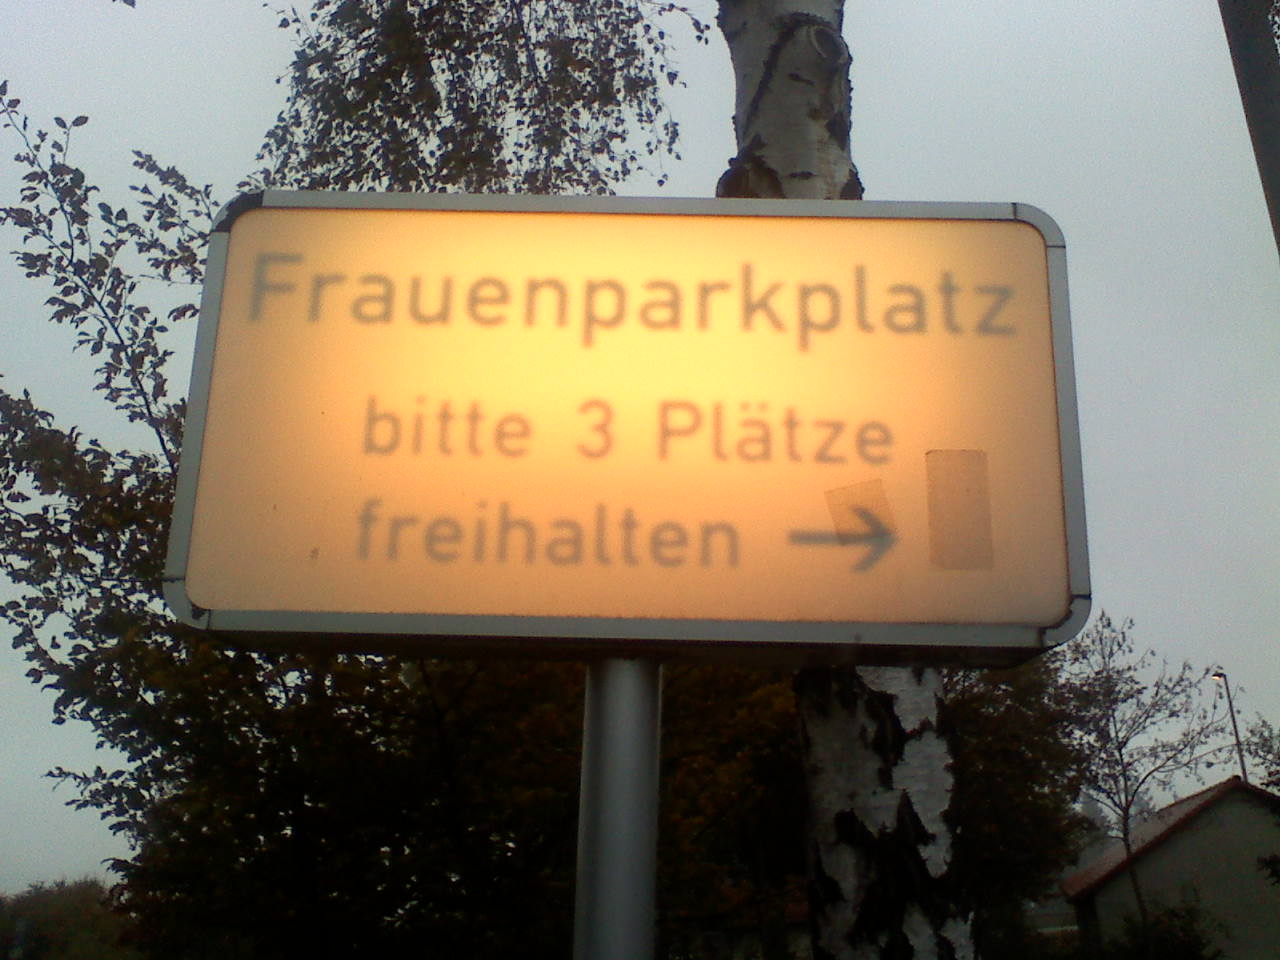 Frauenparkplatz
bitte 3 Plätze
freihalten →